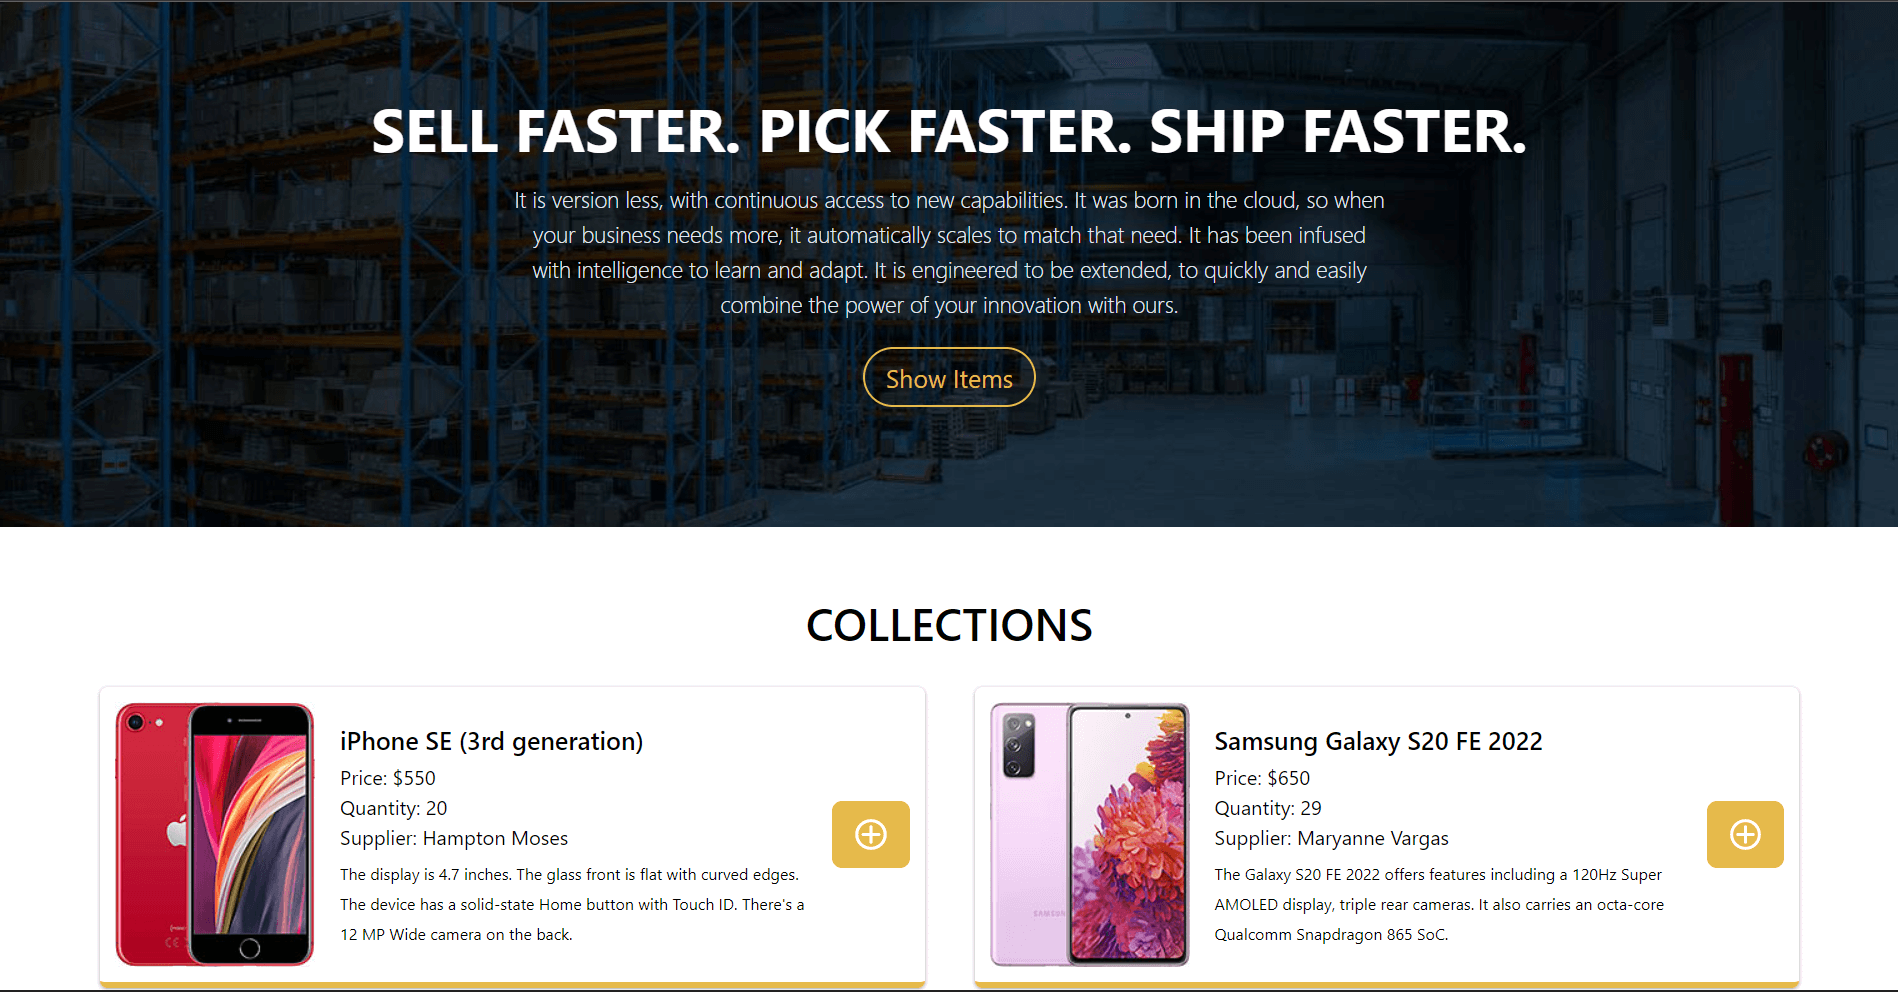 SELL FASTER. PICK FASTER. SHIP FASTER.
It is version less, with continuous access to new capabilities. It was born in the cloud, so when
your business needs more, it automatically scales to match that need. It has been infused
with intelligence to learn and adapt. It is engineered to be extended, to quickly and easily
combine the power of your innovation with ours.
Show Items
COLLECTIONS
iPhone SE (3rd generation)
Price: $550
Quantity: 20
Supplier: Hampton Moses
The display is 4.7 inches. The glass front is flat with curved edges.
The device has a solid-state Home button with Touch ID. There's a
12 MP Wide camera on the back.
Samsung Galaxy S20 FE 2022
Price: $650
Quantity: 29
Supplier: Maryanne Vargas
The Galaxy S20 FE 2022 offers features including a 120Hz Super
AMOLED display, triple rear cameras. It also carries an octa-core
Qualcomm Snapdragon 865 SoC.